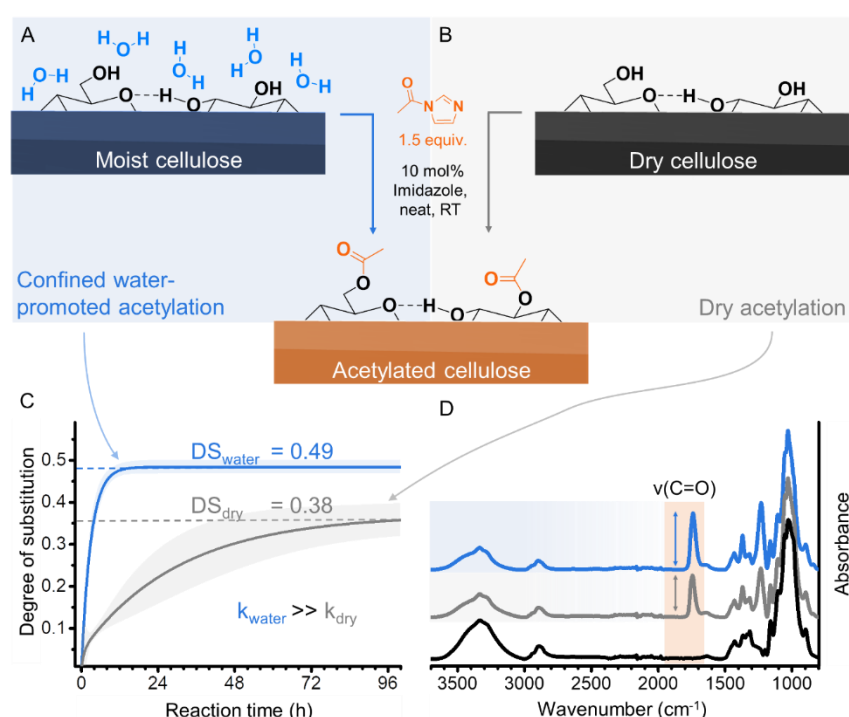 A
B
H
H
O
H
O
H
H
O
H
H
O
H
H
O
H
OH
O
H
O
OH
Moist cellulose
O
N
N
1.5 equiv.
10 mol%
Imidazole,
neat, RT
OH
O
H
O
OH
Dry cellulose
Confined water-
promoted acetylation
O
O
O
H
O
O
O
Acetylated cellulose
Dry acetylation
C
D
Degree of substitution
0.5
0.4
0.3
0.2
0.1
DSwater = 0.49
DSdry = 0.38
kwater >> kdry
0
24
48
72
96
Reaction time (h)
ν(C=O)
Absorbance
3500
3000
2500
2000
1500
1000
Wavenumber (cm⁻¹)